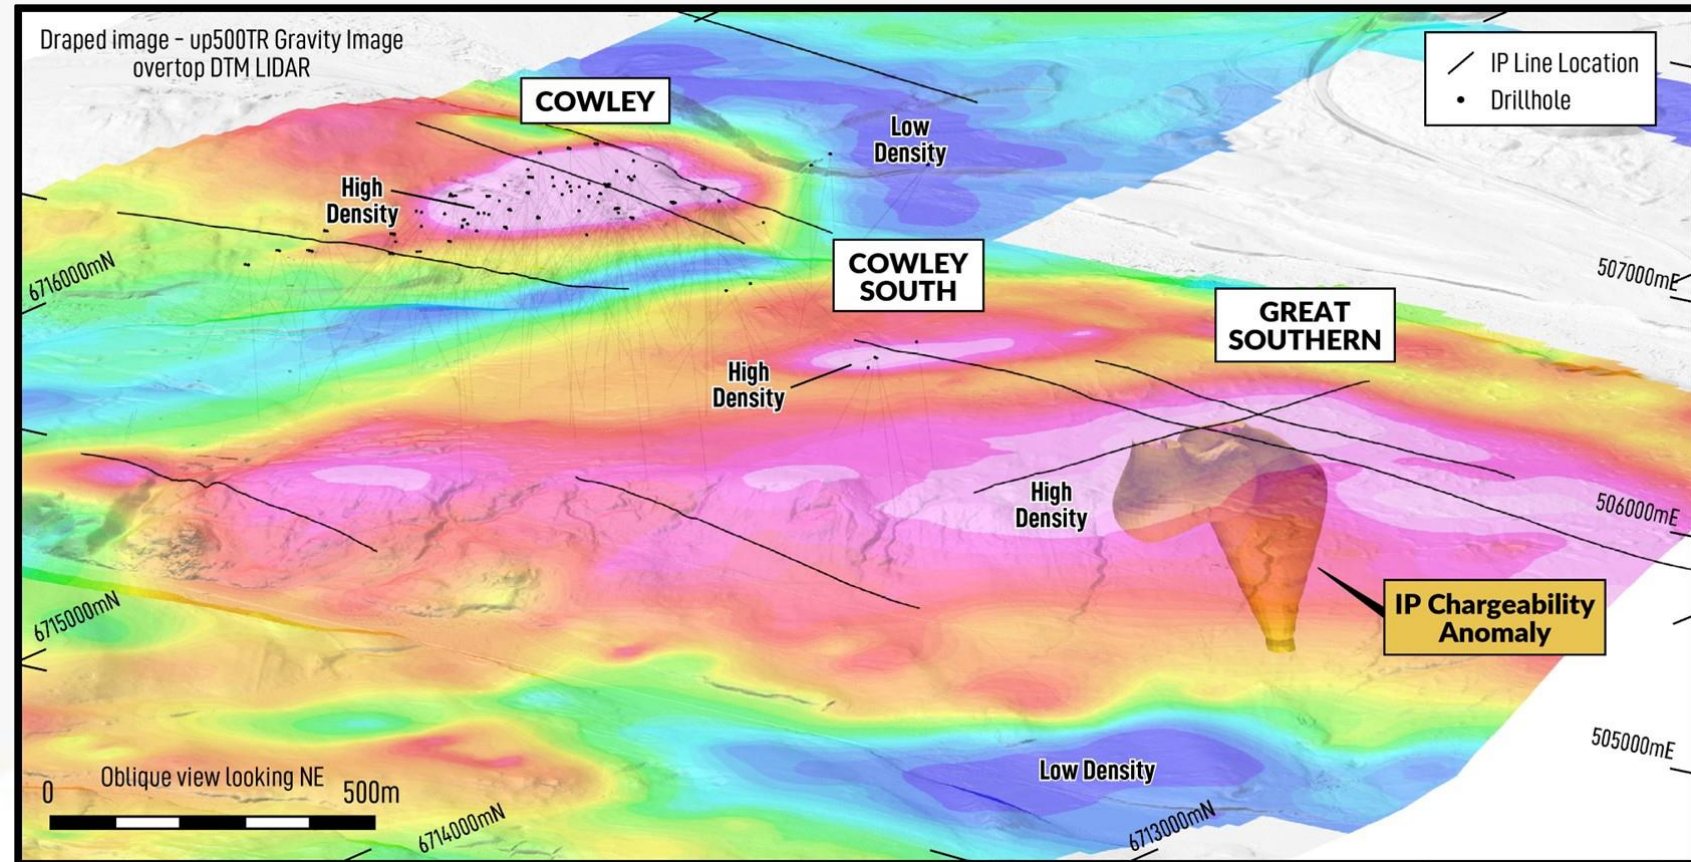 Draped image - up500TR Gravity Image
overtop DTM LIDAR
IP Line Location
Drillhole
COWLEY
Low
Density
High
Density
COWLEY
SOUTH
6716000mN
507000mE
GREAT
SOUTHERN
High
Density
High
Density
506000mE
IP Chargeability
Anomaly
6715000mN
505000mE
Low Density
Oblique view looking NE
0 500m
6714000mN
6713000mN